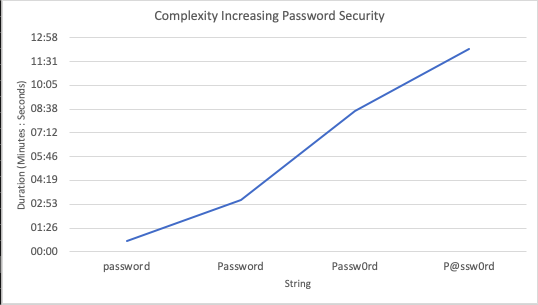 Complexity Increasing Password Security
12:58
11:31
10:05
08:38
07:12
05:46
04:19
02:53
01:26
00:00
Duration (Minutes : Seconds)
password Password Passw0rd P@ssw0rd
String